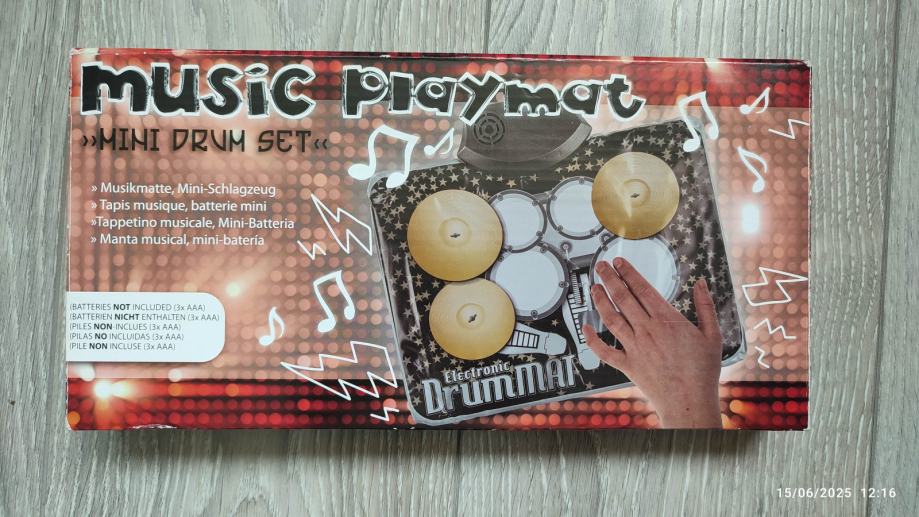 music playmat
»MINI DRUM SET«
» Musikmatte, Mini-Schlagzeug
» Tapis musique, batterie mini
»Tappetino musicale, Mini-Batteria
» Manta musical, mini-batería
(BATTERIES NOT INCLUDED (3x AAA)
(BATTERIEN NICHT ENTHALTEN (3x AAA)
(PILES NON-INCLUES (3x AAA)
(PILAS NO INCLUIDAS (3x AAA)
(PILE NON INCLUSE (3x AAA)
Electronic
DrumMAT
15/06/2025 12:16